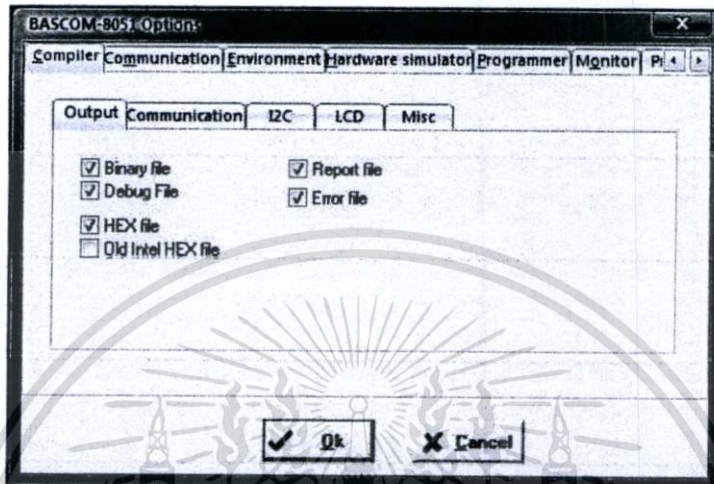 BASCOM-8051 Options
Compiler Communication Environment Hardware simulator Programmer Monitor
Output Communication I2C LCD Misc
Binary file Report file
Debug File Error file
HEX file
Old Intel HEX file
Ok Cancel